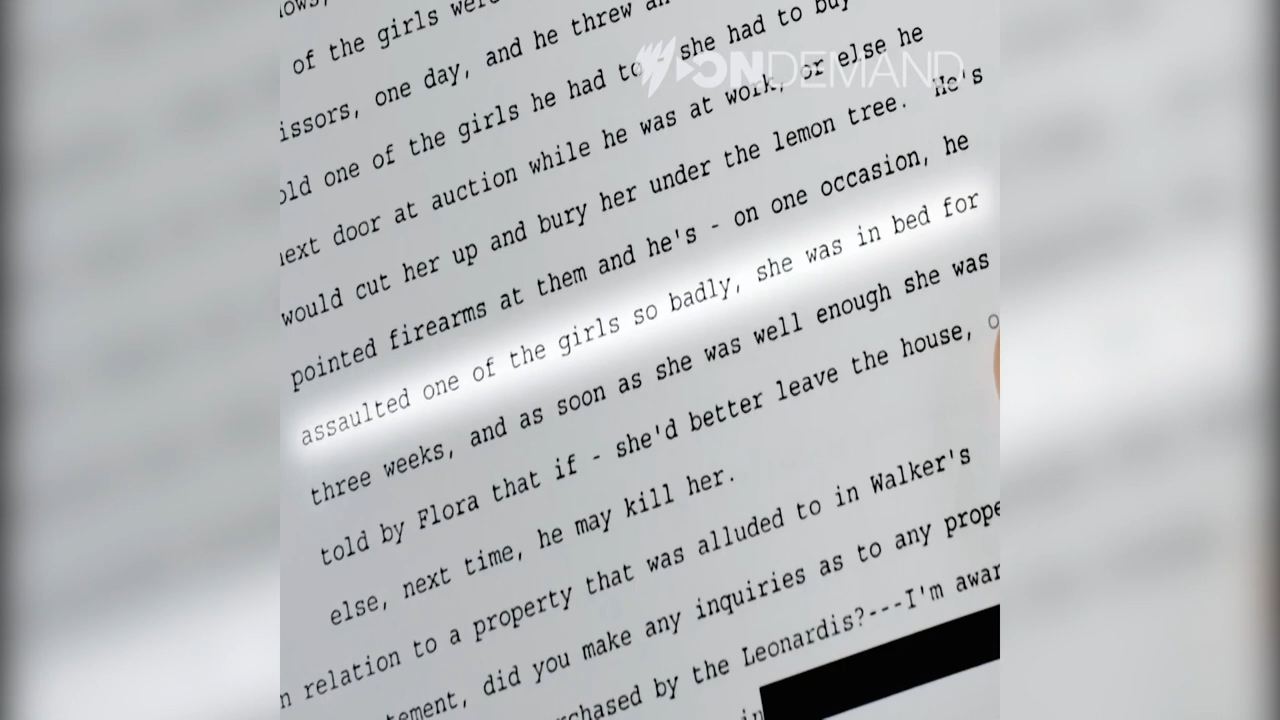 of the girls were
issors, one day, and he threw an
old one of the girls he had to she had to buy
next door at auction while he was at work, or else he
would cut her up and bury her under the lemon tree. He's
pointed firearms at them and he's - on one occasion, he
assaulted one of the girls so badly, she was in bed for
three weeks, and as soon as she was well enough she was
told by Flora that if - she'd better leave the house, o
else, next time, he may kill her.
n relation to a property that was alluded to in Walker's
tement, did you make any inquiries as to any prope
rchased by the Leonardis?---I'm awar
in
ON DEMAND